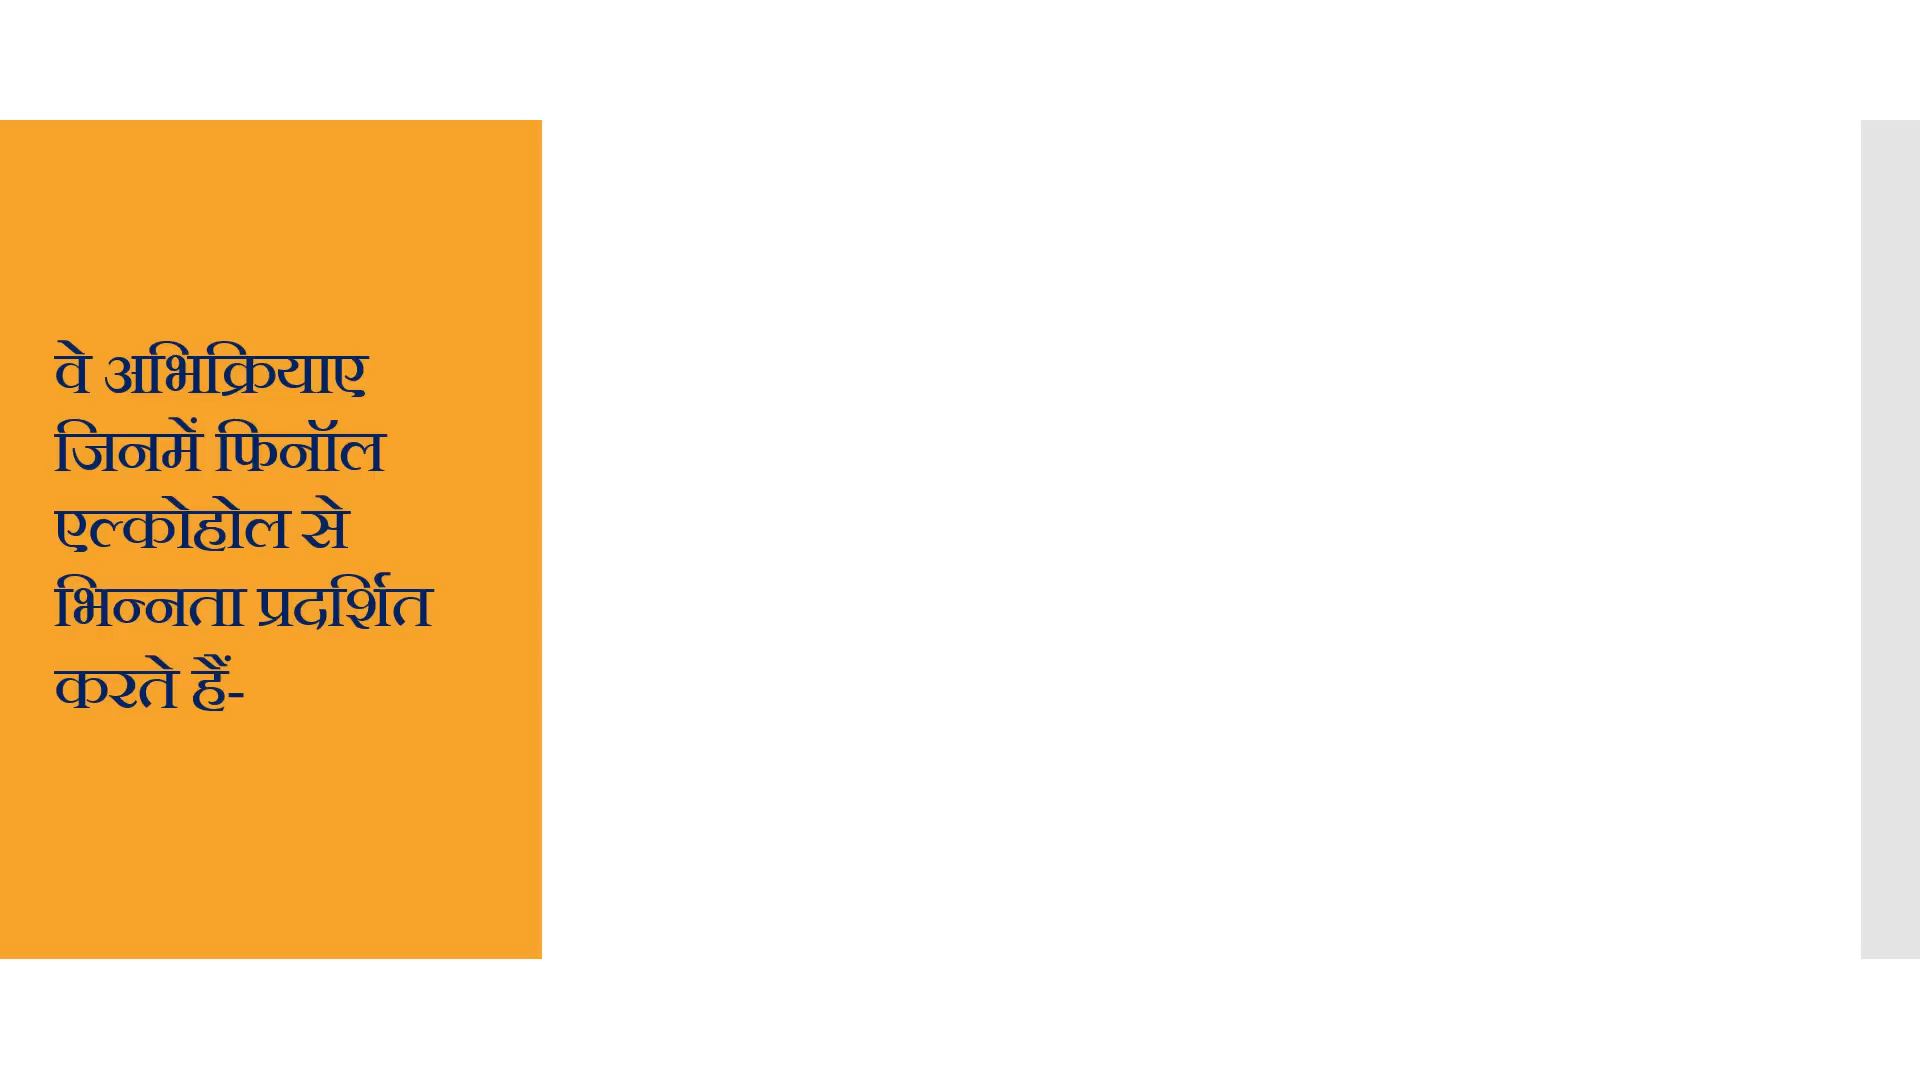 वे अभिक्रियाए
जिनमें फिनॉल
एल्कोहोल से
भिन्नता प्रदर्शित
करते हैं-